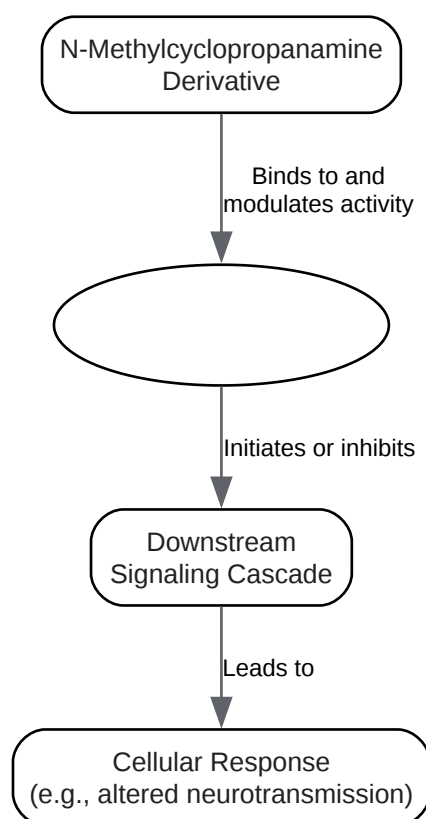 N-Methylcyclopropanamine
Derivative
Binds to and
modulates activity
Initiates or inhibits
Downstream
Signaling Cascade
Leads to
Cellular Response
(e.g., altered neurotransmission)